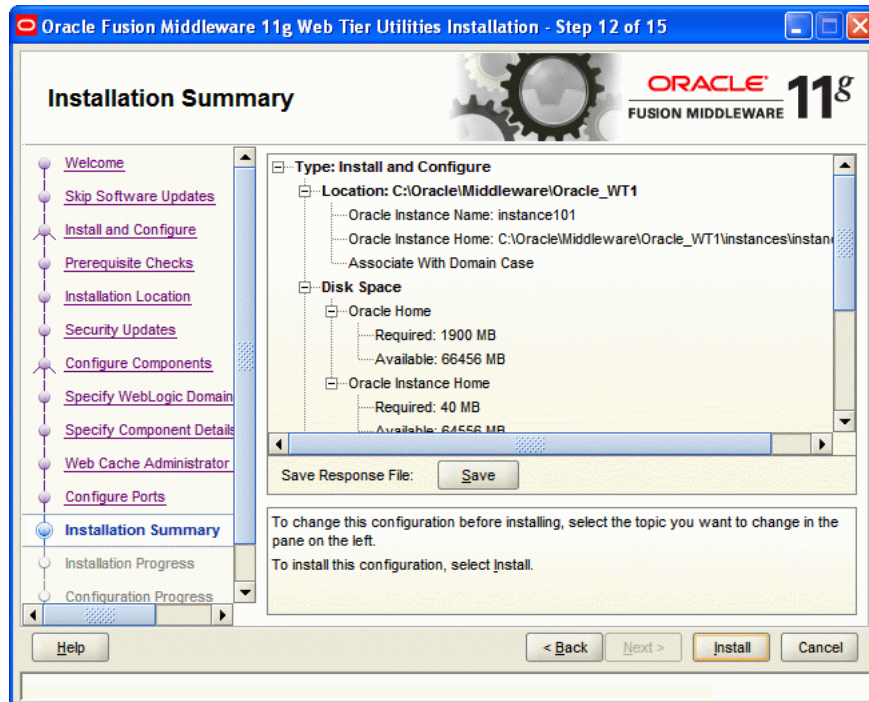 Oracle Fusion Middleware 11g Web Tier Utilities Installation - Step 12 of 15
Installation Summary
ORACLE
FUSION MIDDLEWARE
11g
Welcome
Skip Software Updates
Install and Configure
Prerequisite Checks
Installation Location
Security Updates
Configure Components
Specify WebLogic Domain
Specify Component Details
Web Cache Administrator
Configure Ports
Installation Summary
Installation Progress
Configuration Progress
Type: Install and Configure
Location: C:\Oracle\Middleware\Oracle_WT1
Oracle Instance Name: instance101
Oracle Instance Home: C:\Oracle\Middleware\Oracle_WT1\instances\instan
Associate With Domain Case
Disk Space
Oracle Home
Required: 1900 MB
Available: 66456 MB
Oracle Instance Home
Required: 40 MB
Available: 64556 MB
Save Response File:
Save
To change this configuration before installing, select the topic you want to change in the
pane on the left.
To install this configuration, select Install.
Help
< Back
Next >
Install
Cancel